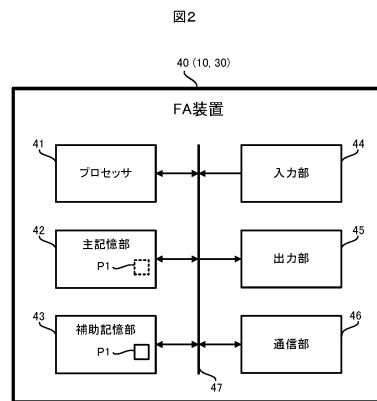 図2
40 (10, 30)
FA装置
41
プロセッサ
44
入力部
42
主記憶部
P1
45
出力部
43
補助記憶部
P1
46
通信部
47